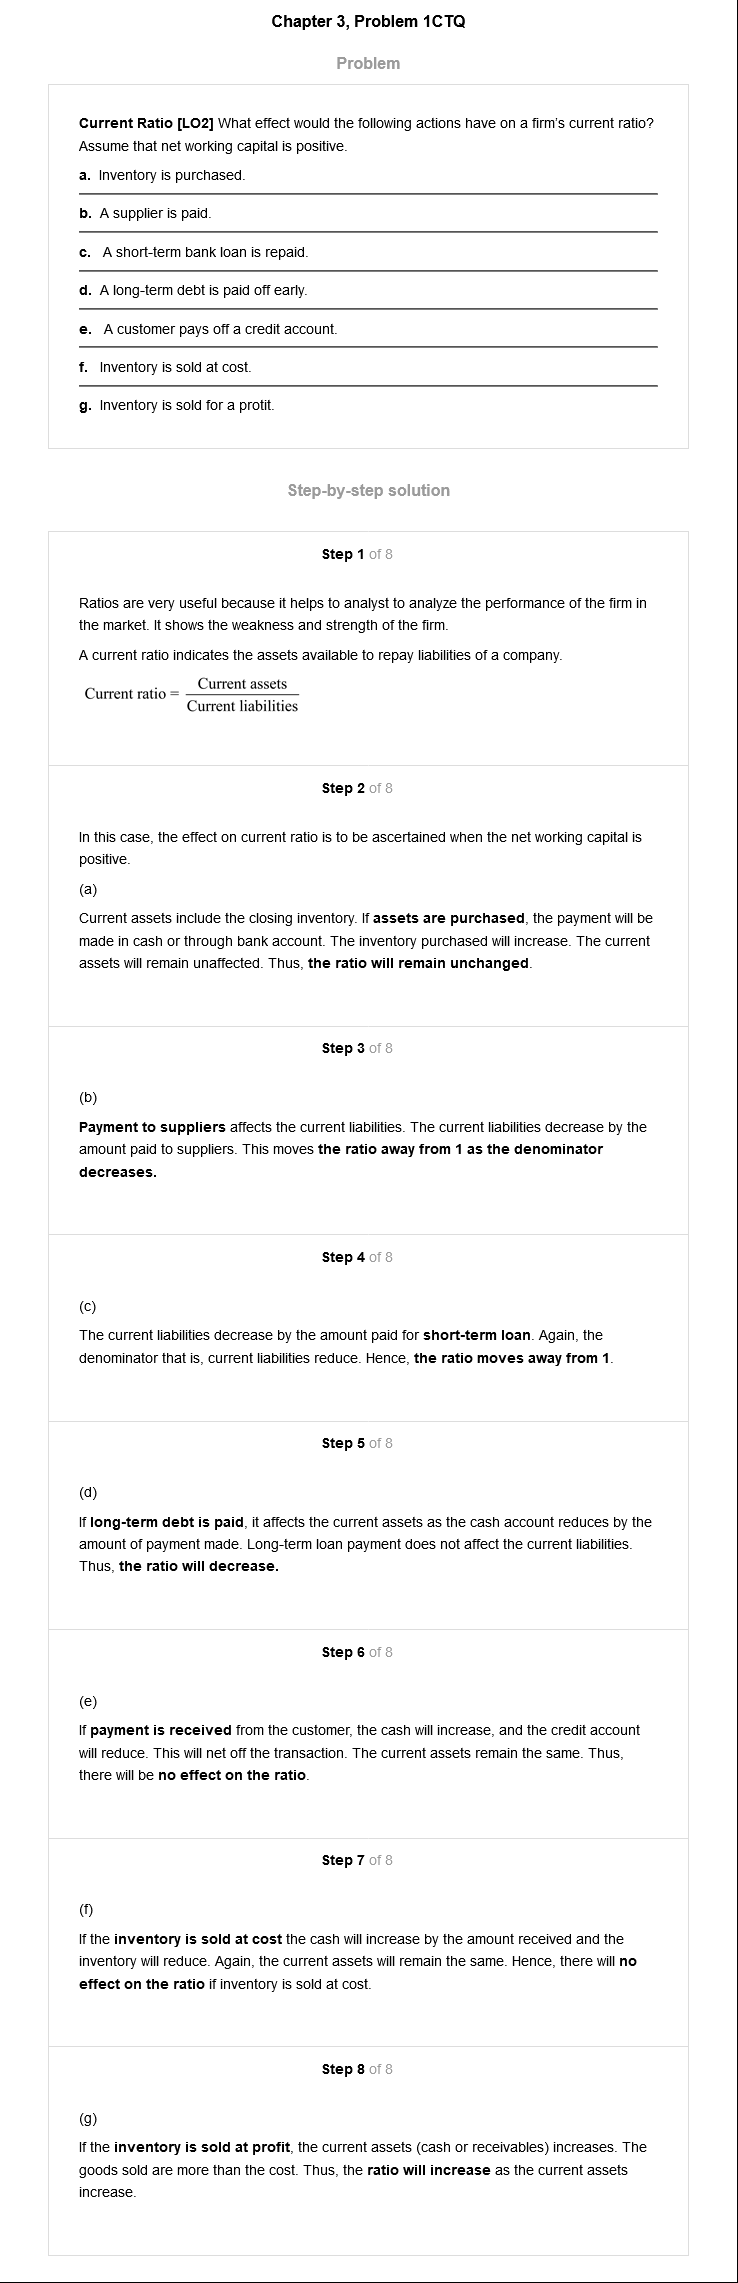 Chapter 3, Problem 1CTQ
Problem
Current Ratio [LO2] What effect would the following actions have on a firm's current ratio?
Assume that net working capital is positive.
a. Inventory is purchased.
b. A supplier is paid.
c. A short-term bank loan is repaid.
d. A long-term debt is paid off early.
e. A customer pays off a credit account.
f. Inventory is sold at cost.
g. Inventory is sold for a protit.
Step-by-step solution
Step 1 of 8
Ratios are very useful because it helps to analyst to analyze the performance of the firm in
the market. It shows the weakness and strength of the firm.
A current ratio indicates the assets available to repay liabilities of a company.
Current ratio = Current assets / Current liabilities
Step 2 of 8
In this case, the effect on current ratio is to be ascertained when the net working capital is
positive.
(a)
Current assets include the closing inventory. If assets are purchased, the payment will be
made in cash or through bank account. The inventory purchased will increase. The current
assets will remain unaffected. Thus, the ratio will remain unchanged.
Step 3 of 8
(b)
Payment to suppliers affects the current liabilities. The current liabilities decrease by the
amount paid to suppliers. This moves the ratio away from 1 as the denominator
decreases.
Step 4 of 8
(c)
The current liabilities decrease by the amount paid for short-term loan. Again, the
denominator that is, current liabilities reduce. Hence, the ratio moves away from 1.
Step 5 of 8
(d)
If long-term debt is paid, it affects the current assets as the cash account reduces by the
amount of payment made. Long-term loan payment does not affect the current liabilities.
Thus, the ratio will decrease.
Step 6 of 8
(e)
If payment is received from the customer, the cash will increase, and the credit account
will reduce. This will net off the transaction. The current assets remain the same. Thus,
there will be no effect on the ratio.
Step 7 of 8
(f)
If the inventory is sold at cost the cash will increase by the amount received and the
inventory will reduce. Again, the current assets will remain the same. Hence, there will no
effect on the ratio if inventory is sold at cost.
Step 8 of 8
(g)
If the inventory is sold at profit, the current assets (cash or receivables) increases. The
goods sold are more than the cost. Thus, the ratio will increase as the current assets
increase.